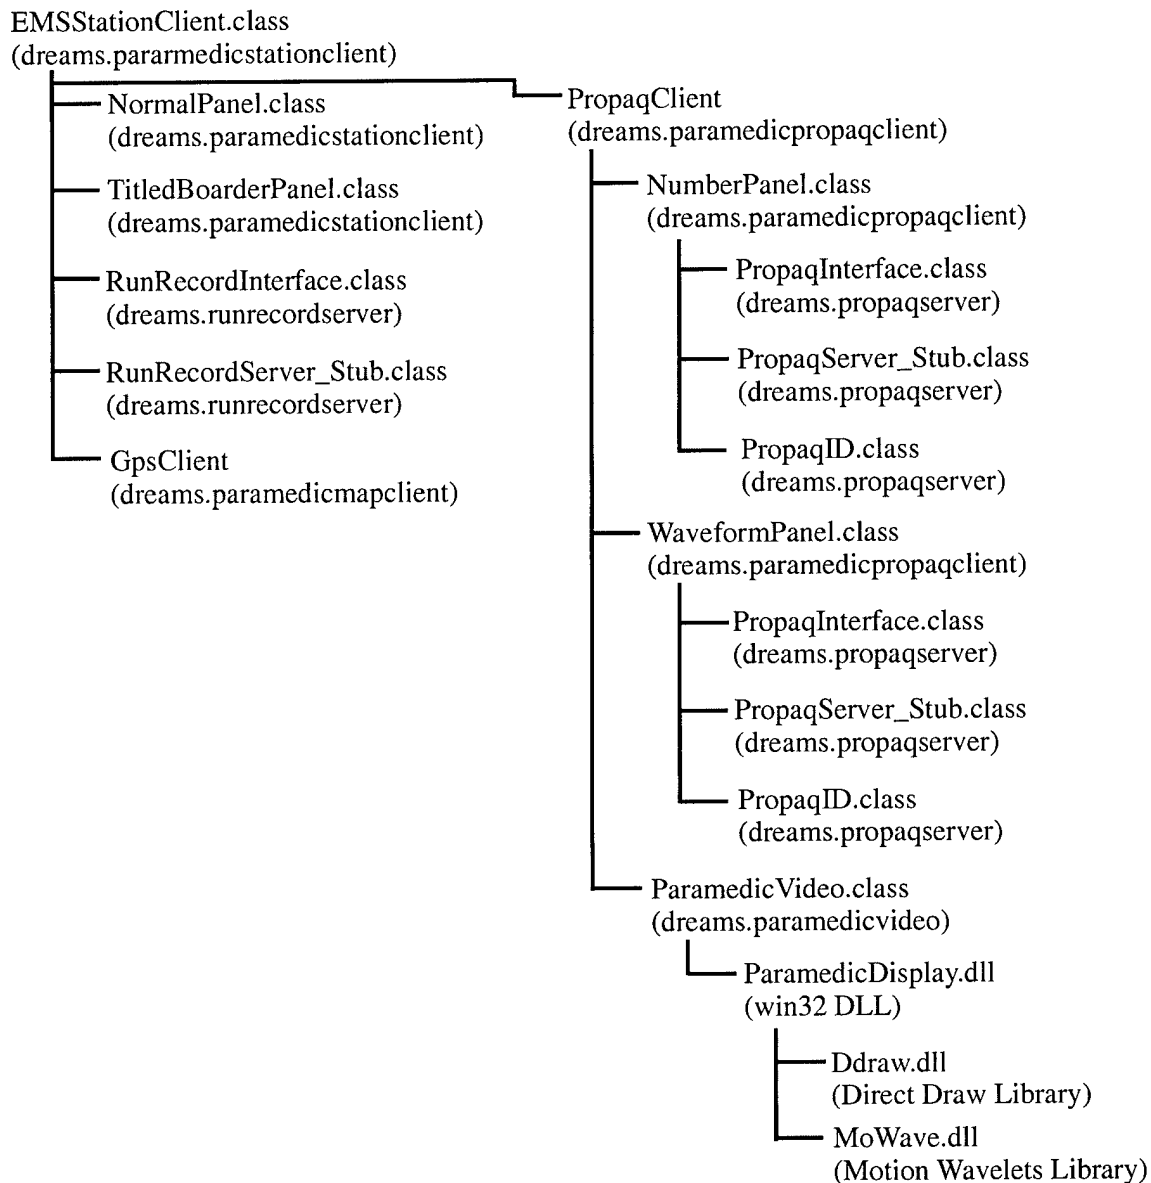 EMSStationClient.class
(dreams.pararmedicstationclient)
NormalPanel.class
(dreams.paramedicstationclient)
TitledBoarderPanel.class
(dreams.paramedicstationclient)
RunRecordInterface.class
(dreams.runrecordserver)
RunRecordServer_Stub.class
(dreams.runrecordserver)
GpsClient
(dreams.paramedicmapclient)
PropaqClient
(dreams.paramedicpropaqclient)
NumberPanel.class
(dreams.paramedicpropaqclient)
PropaqInterface.class
(dreams.propaqserver)
PropaqServer_Stub.class
(dreams.propaqserver)
PropaqID.class
(dreams.propaqserver)
WaveformPanel.class
(dreams.paramedicpropaqclient)
PropaqInterface.class
(dreams.propaqserver)
PropaqServer_Stub.class
(dreams.propaqserver)
PropaqID.class
(dreams.propaqserver)
ParamedicVideo.class
(dreams.paramedicvideo)
ParamedicDisplay.dll
(win32 DLL)
Ddraw.dll
(Direct Draw Library)
MoWave.dll
(Motion Wavelets Library)